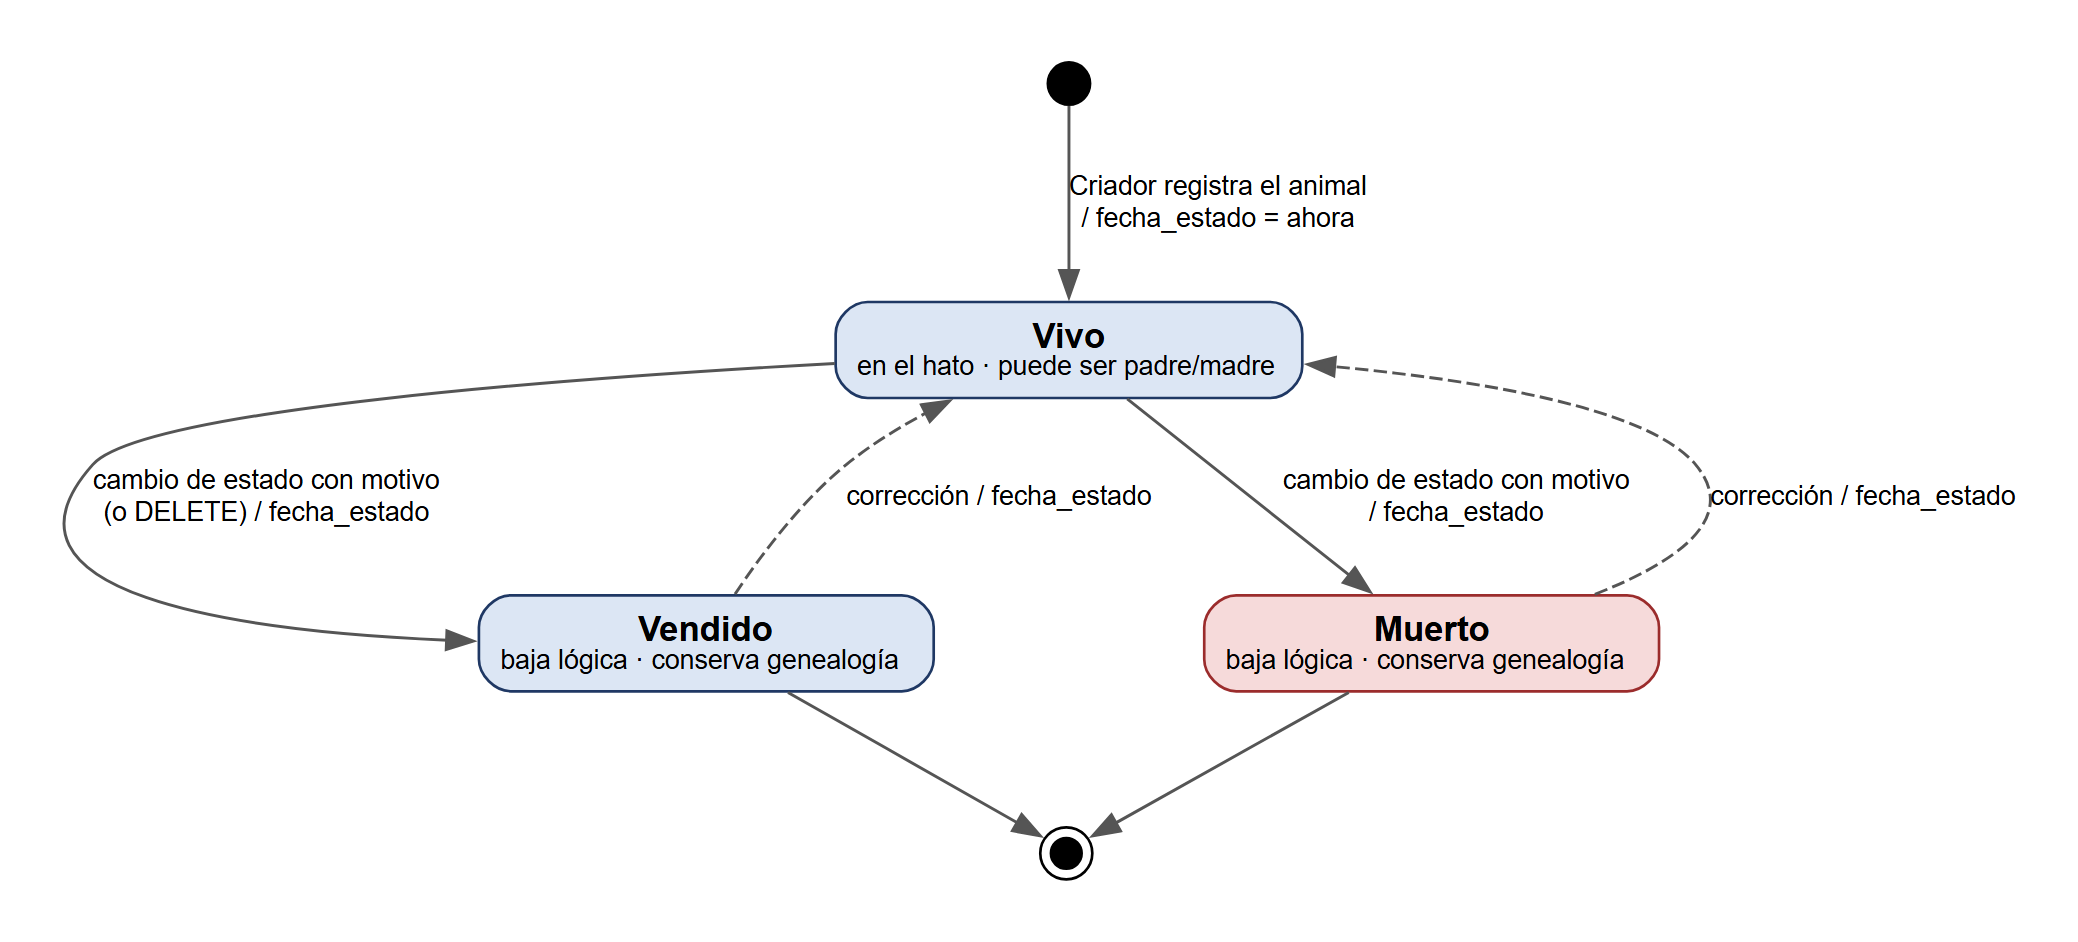 Criador registra el animal
/ fecha_estado = ahora
Vivo
en el hato · puede ser padre/madre
cambio de estado con motivo
(o DELETE) / fecha_estado
corrección / fecha_estado
cambio de estado con motivo
/ fecha_estado
corrección / fecha_estado
Vendido
baja lógica · conserva genealogía
Muerto
baja lógica · conserva genealogía